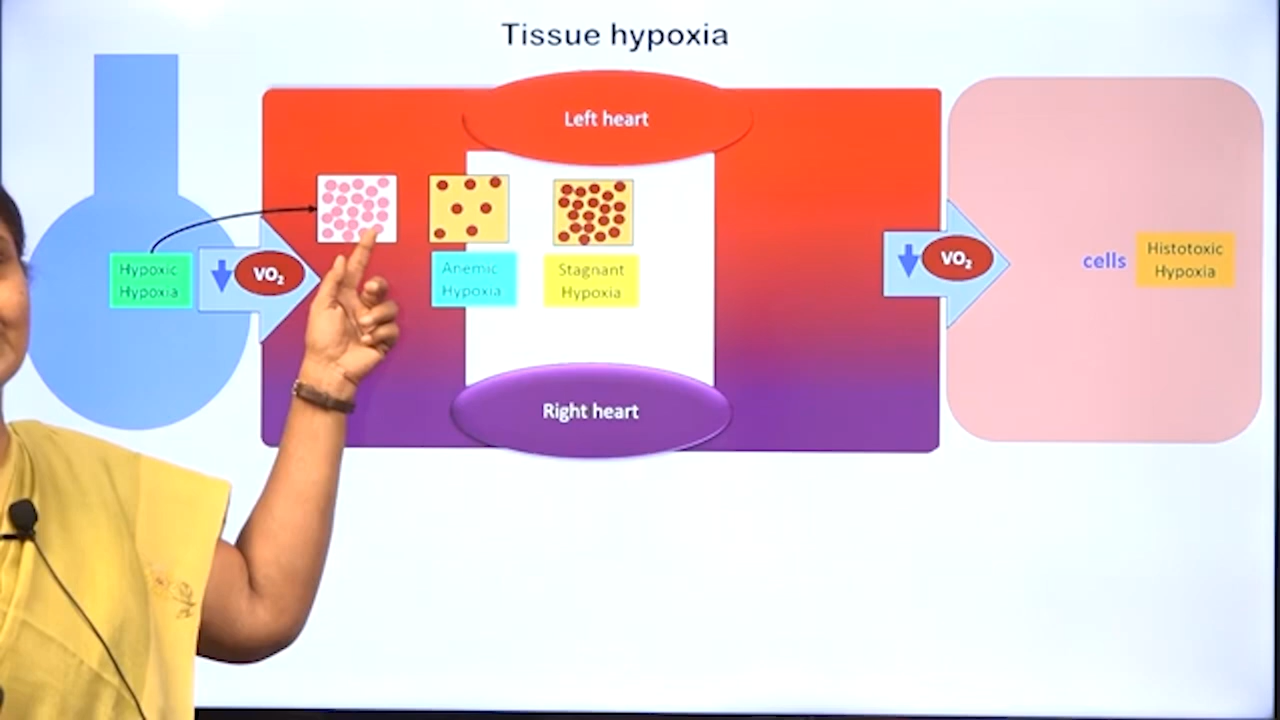 Tissue hypoxia
Left heart
Hypoxic
Hypoxia
VO₂
Anemic
Hypoxia
Stagnant
Hypoxia
VO₂
cells
Histotoxic
Hypoxia
Right heart